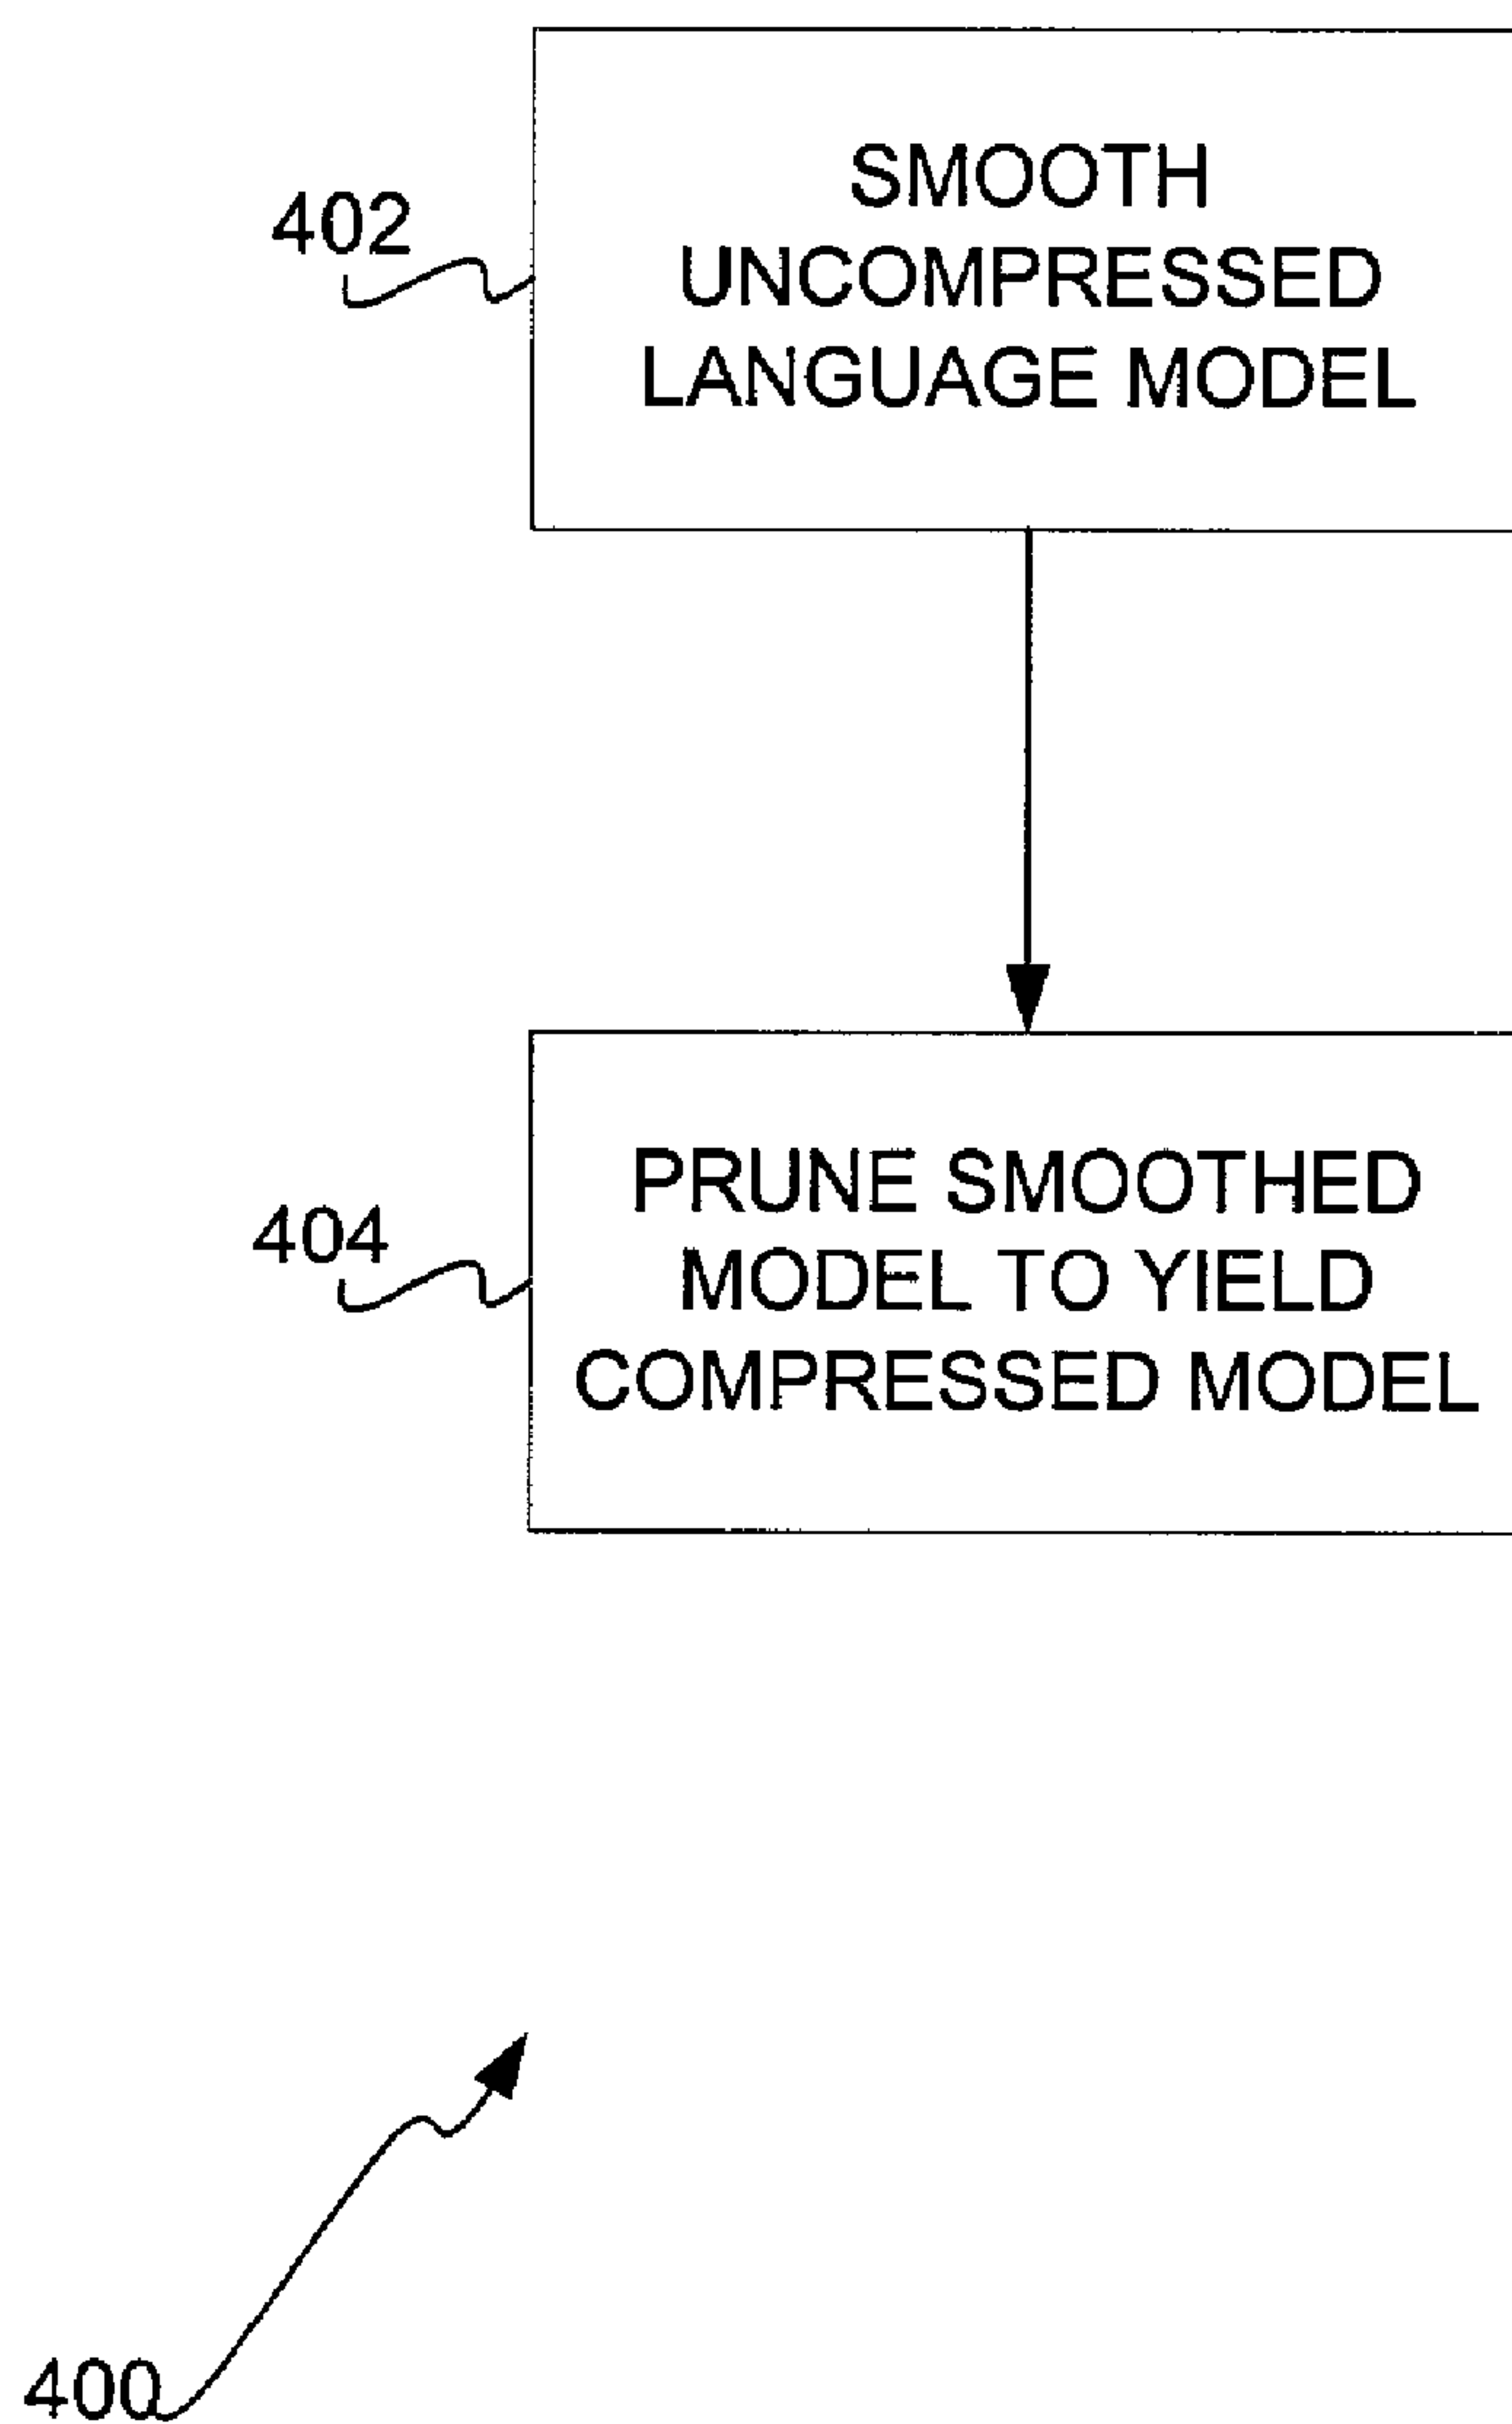 SMOOTH
UNCOMPRESSED
LANGUAGE MODEL
402
PRUNE SMOOTHED
MODEL TO YIELD
COMPRESSED MODEL
404
400